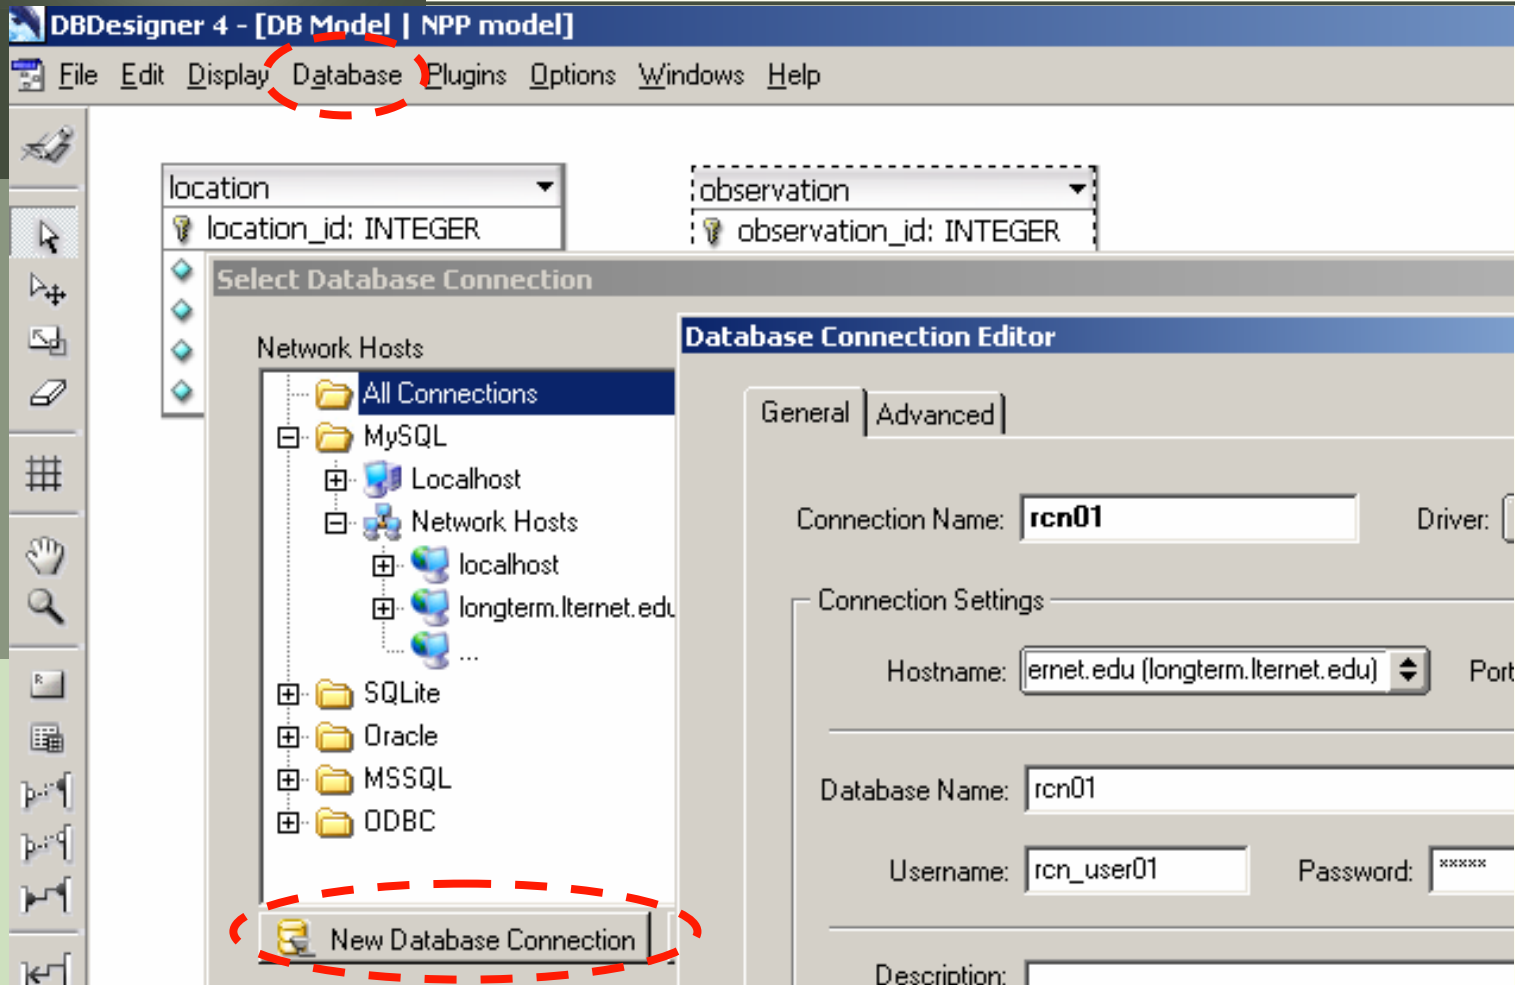 DBDesigner 4 - [DB Model | NPP model]
File Edit Display Database Plugins Options Windows Help
location
location_id: INTEGER
observation
observation_id: INTEGER
Select Database Connection
Network Hosts
All Connections
MySQL
Localhost
Network Hosts
localhost
longterm.lternet.edu
...
SQLite
Oracle
MSSQL
ODBC
New Database Connection
Database Connection Editor
General Advanced
Connection Name: rcn01 Driver:
Connection Settings
Hostname: ernet.edu (longterm.lternet.edu) Port
Database Name: rcn01
Username: rcn_user01 Password: *****
Description: